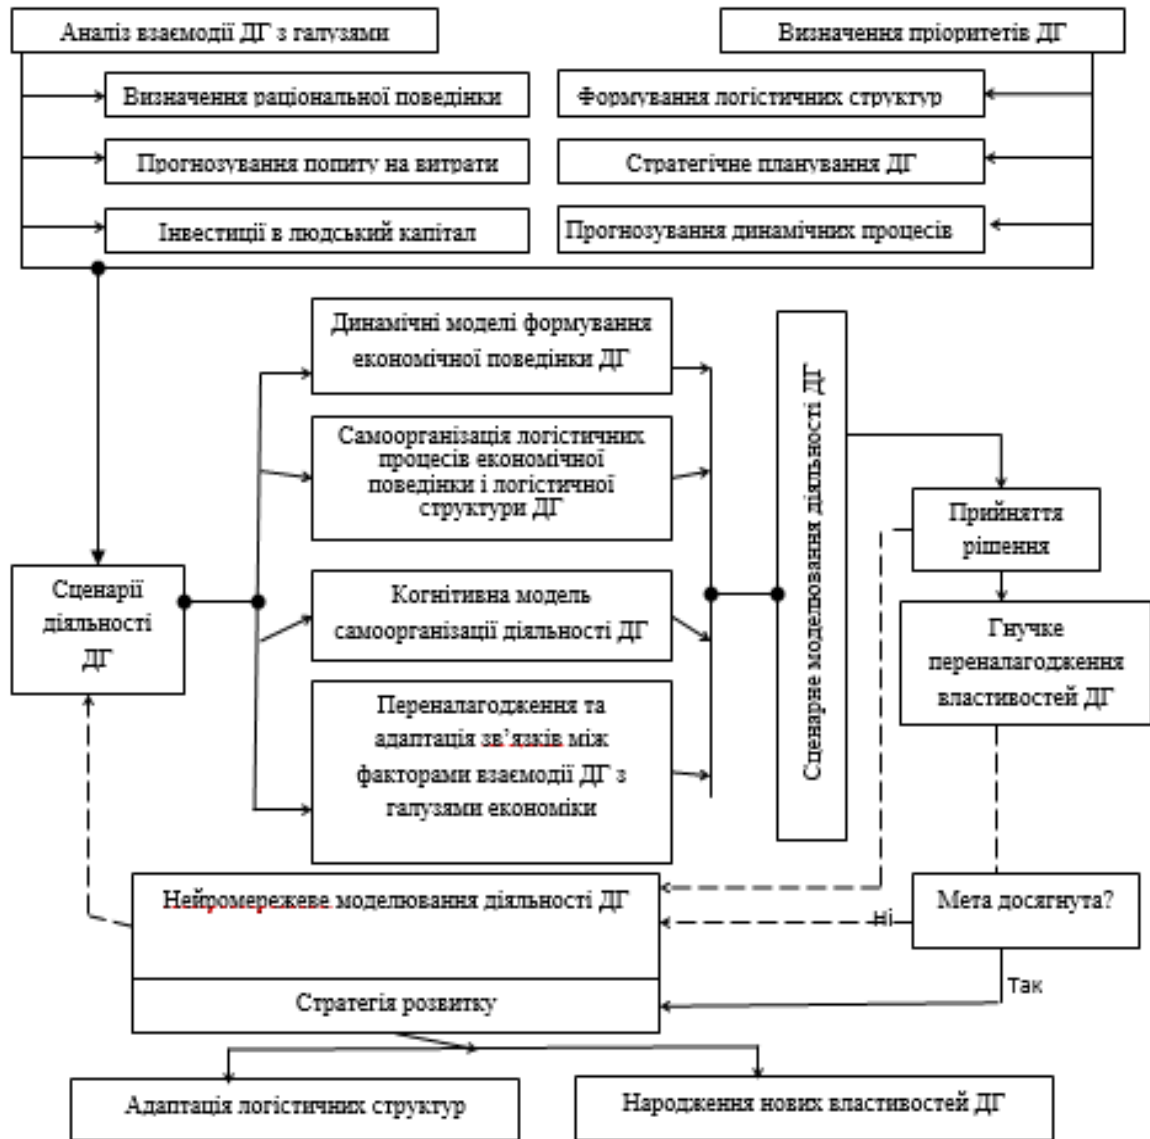 Аналіз взаємодії ДГ з галузями
Визначення пріоритетів ДГ
Визначення раціональної поведінки
Формування логістичних структур
Прогнозування попиту на витрати
Стратегічне планування ДГ
Інвестиції в людський капітал
Прогнозування динамічних процесів
Динамічні моделі формування
економічної поведінки ДГ
Самоорганізація логістичних
процесів економічної
поведінки і логістичної
структури ДГ
Когнітивна модель
самоорганізації діяльності ДГ
Переналагодження та
адаптація зв’язків між
факторами взаємодії ДГ з
галузями економіки
Сценарії
діяльності
ДГ
Сценарне моделювання діяльності ДГ
Прийняття
рішення
Гнучке
переналагодження
властивостей ДГ
Нейромережеве моделювання діяльності ДГ
Ні
Мета досягнута?
Так
Стратегія розвитку
Адаптація логістичних структур
Народження нових властивостей ДГ